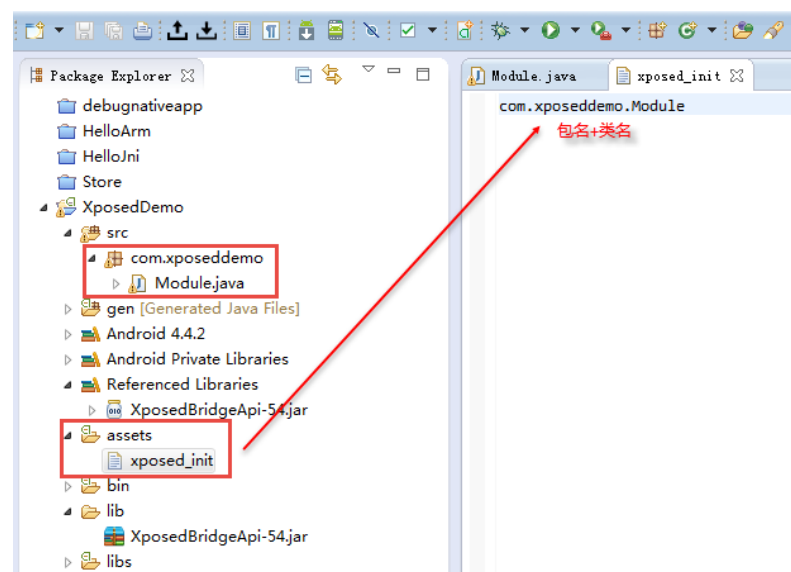 Package Explorer
Module.java
xposed_init
debugnativeapp
HelloArm
HelloJni
Store
XposedDemo
src
com.xposeddemo
Module.java
gen [Generated Java Files]
Android 4.4.2
Android Private Libraries
Referenced Libraries
XposedBridgeApi-54.jar
assets
xposed_init
bin
lib
XposedBridgeApi-54.jar
libs
com.xposeddemo.Module
包名+类名